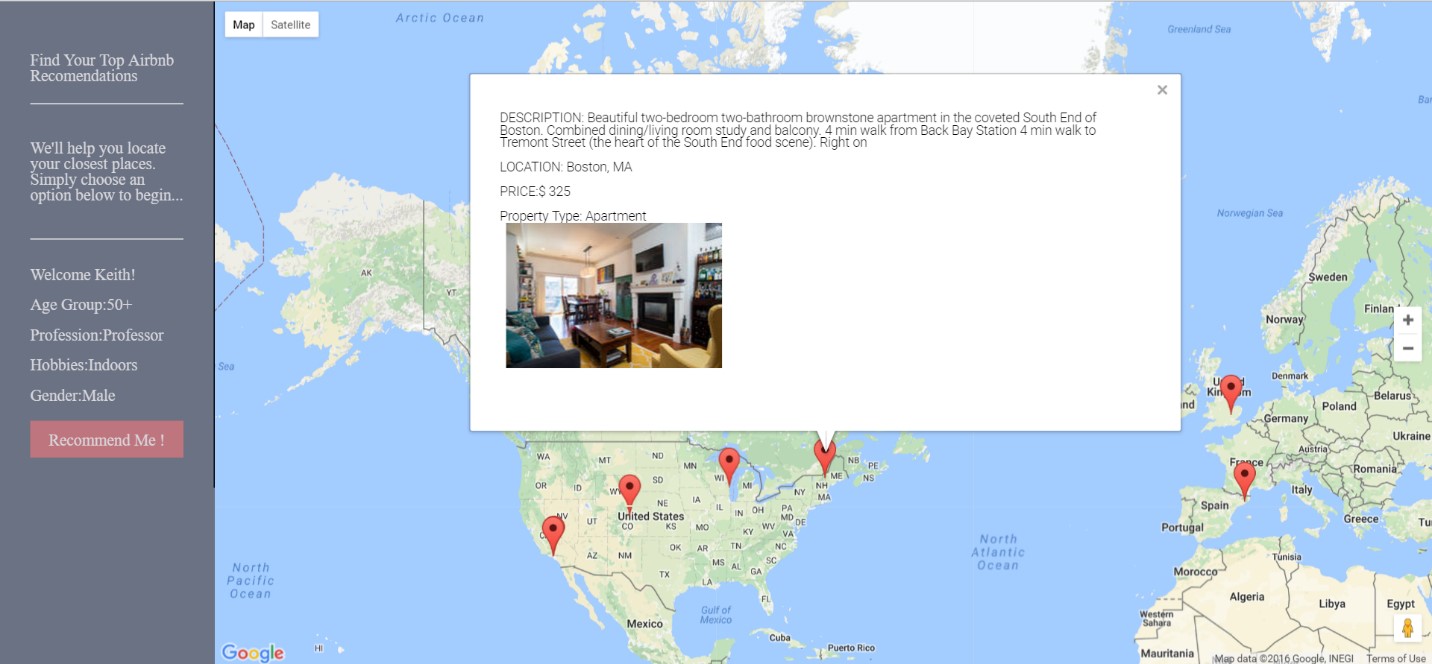 Find Your Top Airbnb
Recomendations
We'll help you locate
your closest places.
Simply choose an
option below to begin...
Welcome Keith!
Age Group:50+
Profession:Professor
Hobbies:Indoors
Gender:Male
Recommend Me !
Map
Satellite
Arctic Ocean
Greenland Sea
DESCRIPTION: Beautiful two-bedroom two-bathroom brownstone apartment in the coveted South End of
Boston. Combined dining/living room study and balcony. 4 min walk from Back Bay Station 4 min walk to
Tremont Street (the heart of the South End food scene). Right on
LOCATION: Boston, MA
PRICE:$ 325
Property Type: Apartment
Norwegian Sea
AK
YT
Sea
Sweden
Norway
Denmark
Belarus
Poland
Germany
Ukraine
Austria
France
Romania
Italy
Spain
Portugal
Greece
Tunisia
Morocco
Algeria
Libya
Egypt
Western
Sahara
Mauritania
WA
MT
ND
MN
OR
ID
SD
WI
MI
NB
PE
ME
NS
NH
MA
NY
NE
IA
IL
IN
OH
PA
NV
UT
United States
CO
KS
MO
KY
WV
VA
MD
DE
AZ
NM
OK
AR
TN
NC
SC
MS
AL
GA
TX
LA
FL
North
Pacific
Ocean
North
Atlantic
Ocean
Gulf of
Mexico
Mexico
Cuba
Puerto Rico
HI
Google
Map data ©2016 Google, INEGI
Terms of Use